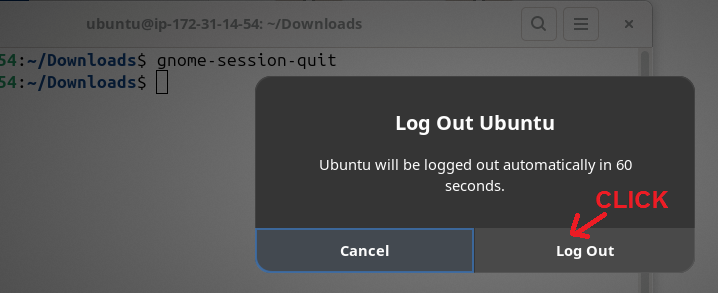 ubuntu@ip-172-31-14-54: ~/Downloads
54:~/Downloads$ gnome-session-quit
54:~/Downloads$
Log Out Ubuntu
Ubuntu will be logged out automatically in 60
seconds.
CLICK
Cancel
Log Out